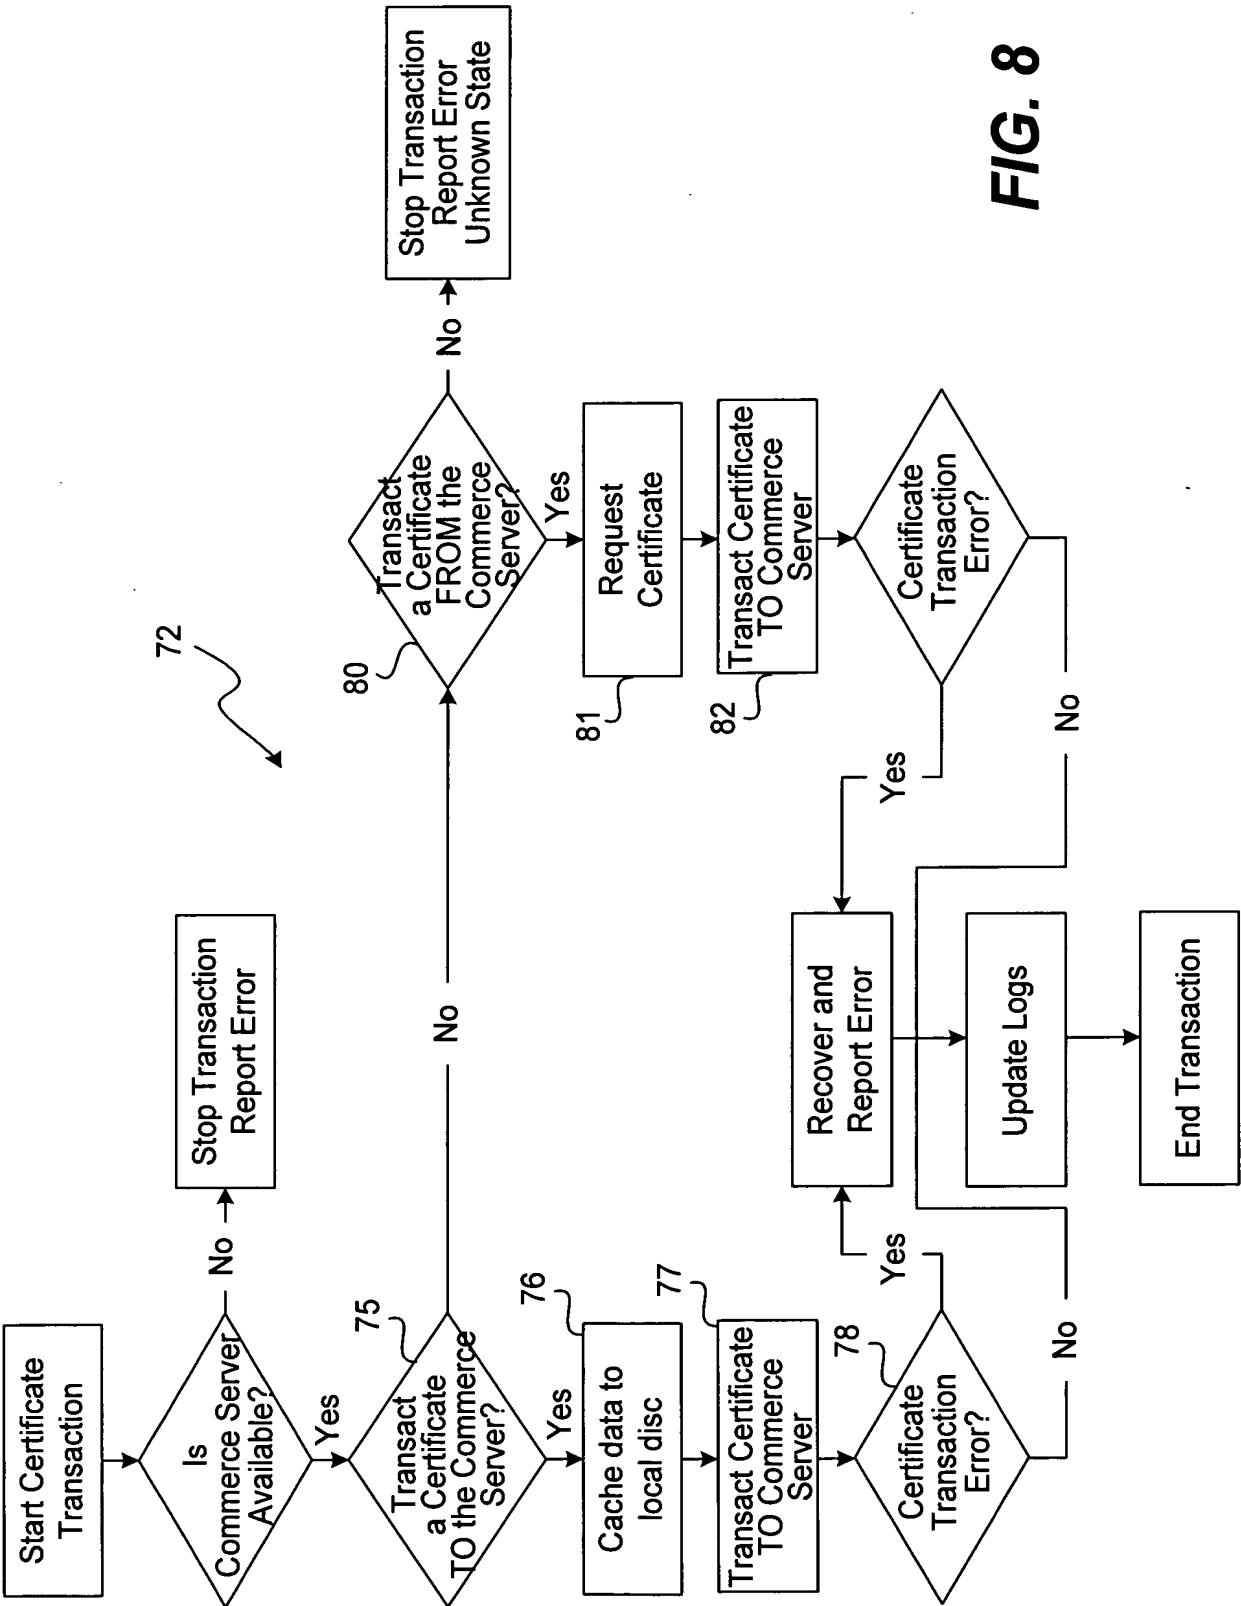 Start Certificate
Transaction
Is
Commerce Server
Available?
No
Stop Transaction
Report Error
Yes
72
75
Transact
a Certificate
TO the Commerce
Server?
No
80
Transact
a Certificate
FROM the
Commerce
Server?
No
Stop Transaction
Report Error
Unknown State
Yes
76
Cache data to
local disc
77
Transact Certificate
TO Commerce
Server
78
Certificate
Transaction
Error?
Yes
No
Yes
81
Request
Certificate
82
Transact Certificate
TO Commerce
Server
Certificate
Transaction
Error?
Yes
No
Recover and
Report Error
Update Logs
End Transaction
FIG. 8